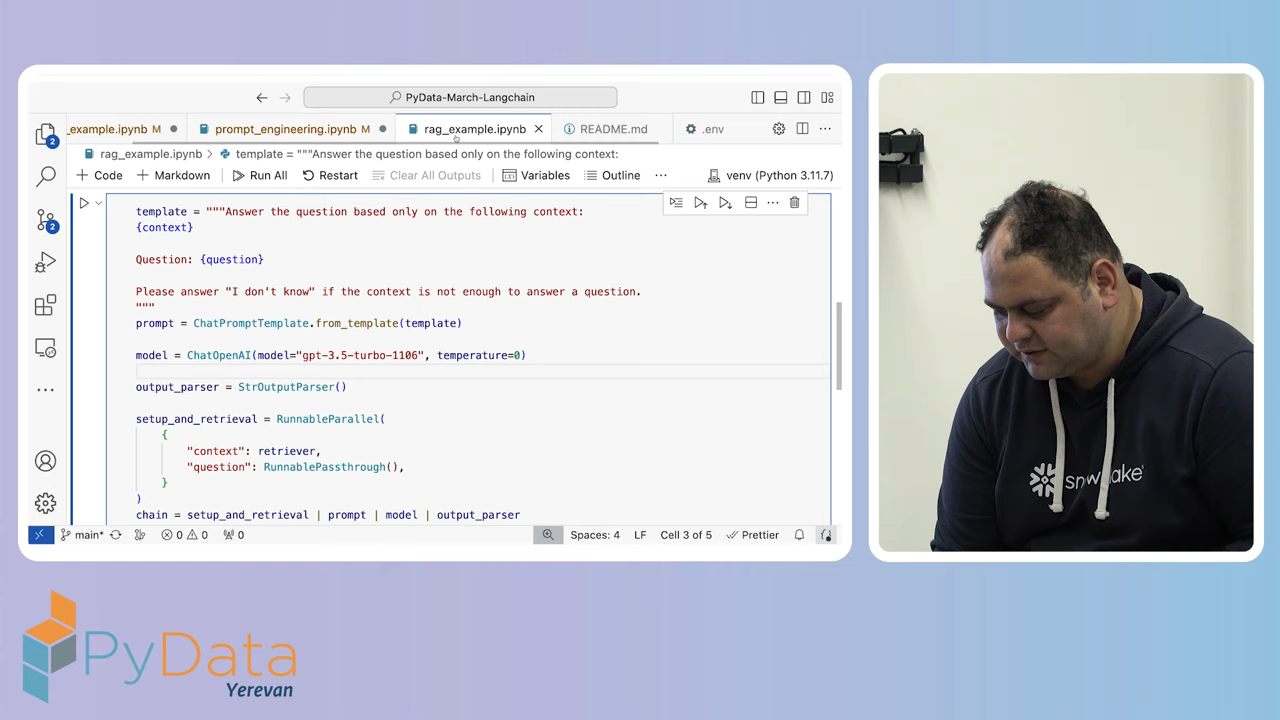 PyData-March-Langchain
_example.ipynb M
prompt_engineering.ipynb M
rag_example.ipynb
README.md
.env
rag_example.ipynb > template = """Answer the question based only on the following context:
+ Code
+ Markdown
Run All
Restart
Clear All Outputs
Variables
Outline
...
venv (Python 3.11.7)
template = """Answer the question based only on the following context:
{context}
Question: {question}
Please answer "I don't know" if the context is not enough to answer a question.
"""
prompt = ChatPromptTemplate.from_template(template)
model = ChatOpenAI(model="gpt-3.5-turbo-1106", temperature=0)
output_parser = StrOutputParser()
setup_and_retrieval = RunnableParallel(
{
"context": retriever,
"question": RunnablePassthrough(),
}
)
chain = setup_and_retrieval | prompt | model | output_parser
2
2
main*
0
0
0
Spaces: 4
LF
Cell 3 of 5
Prettier
snowflake
PyData
Yerevan